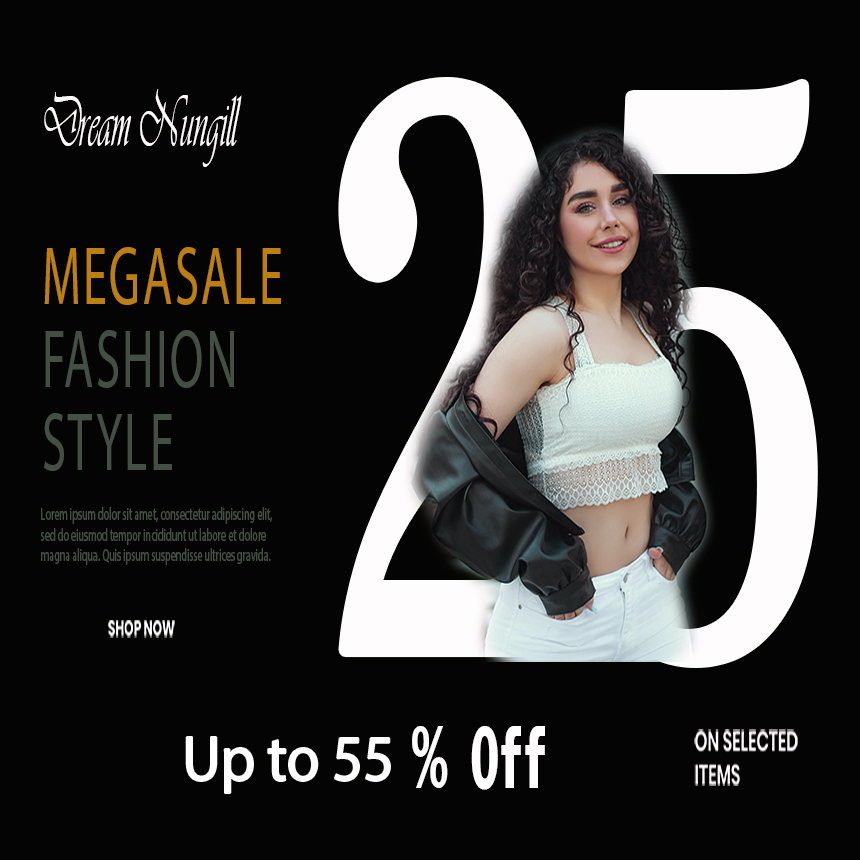 Dream Nungill
25
MEGASALE
FASHION
STYLE
Lorem ipsum dolor sit amet, consectetur adipiscing elit,
sed do eiusmod tempor incididunt ut labore et dolore
magna aliqua. Quis ipsum suspendisse ultrices gravida.
SHOP NOW
Up to 55 % Off
ON SELECTED
ITEMS